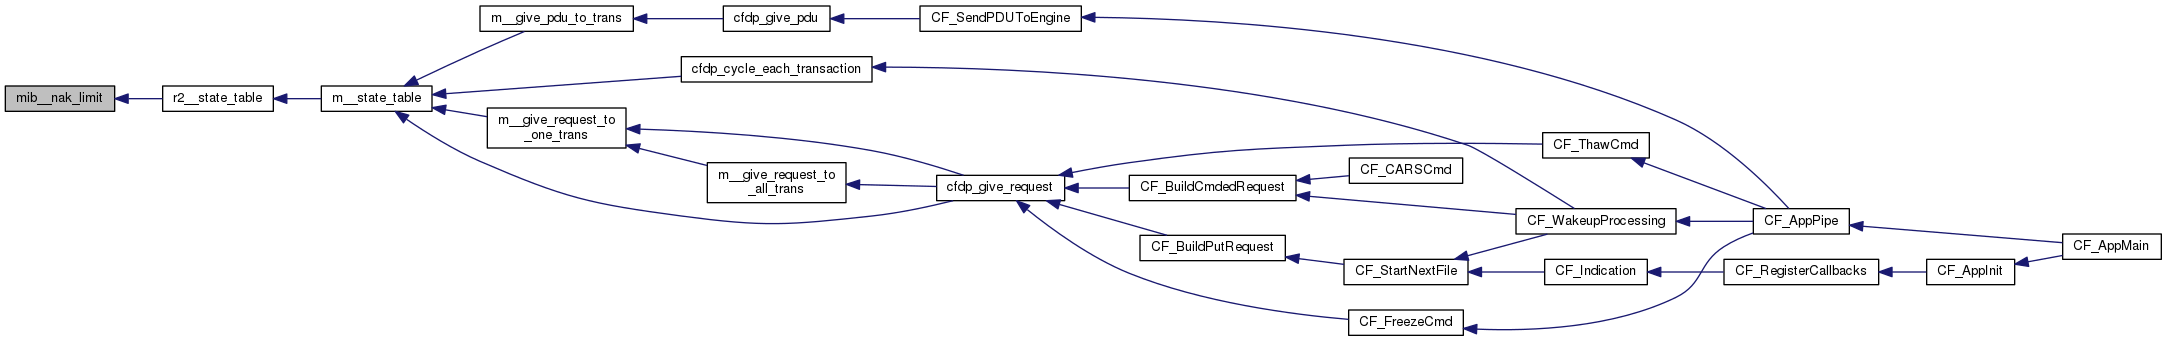 m__give_pdu_to_trans
cfdp_give_pdu
CF_SendPDUToEngine
cfdp_cycle_each_transaction
mib__nak_limit
r2__state_table
m__state_table
m__give_request_to
_one_trans
CF_ThawCmd
CF_CARSCmd
m__give_request_to
_all_trans
cfdp_give_request
CF_BuildCmdedRequest
CF_WakeupProcessing
CF_AppPipe
CF_BuildPutRequest
CF_AppMain
CF_StartNextFile
CF_Indication
CF_RegisterCallbacks
CF_AppInit
CF_FreezeCmd